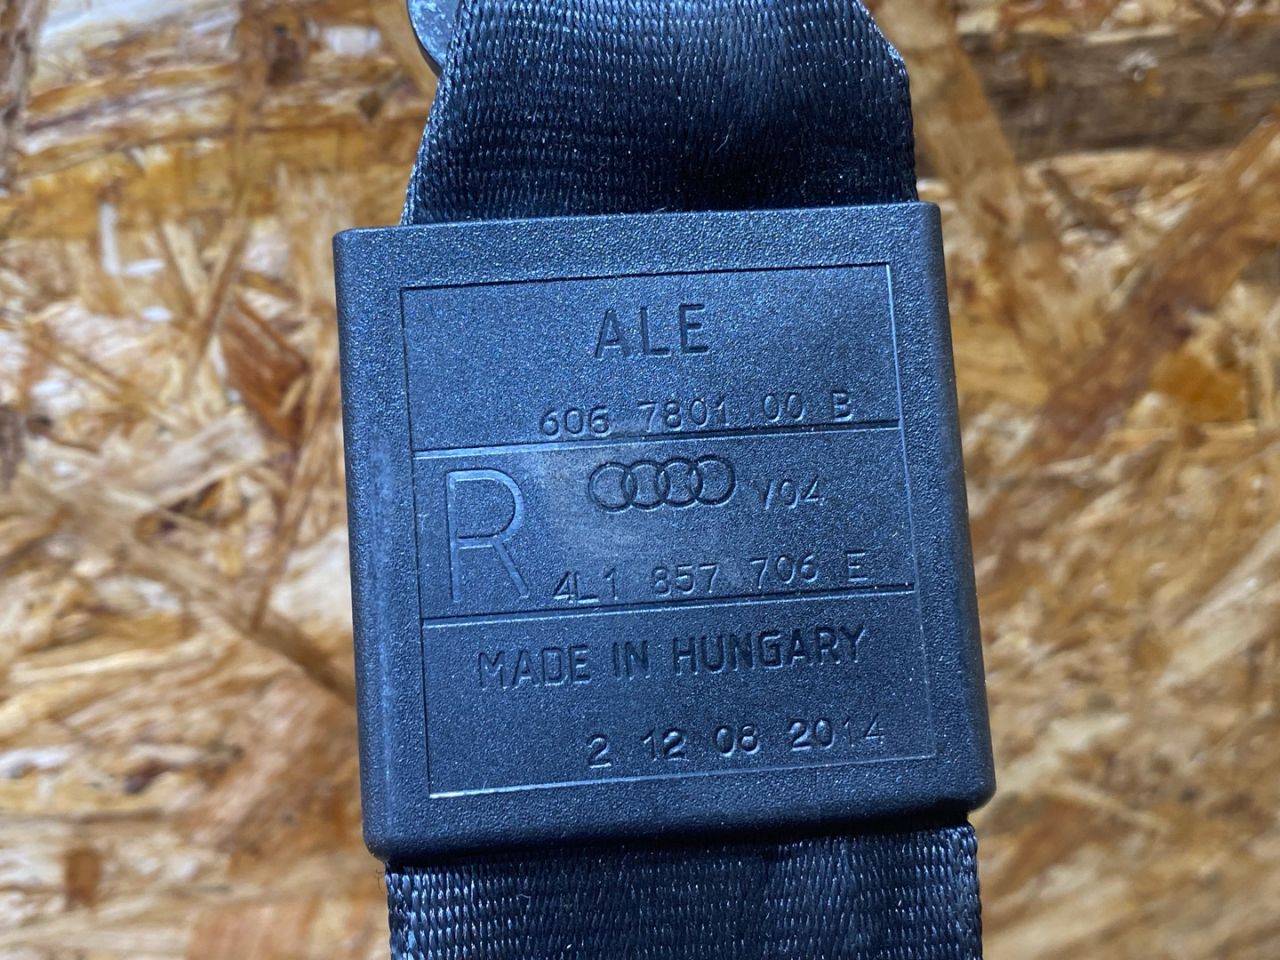 ALE
606 7801 00 B
R V04
4L1 857 706 E
MADE IN HUNGARY
2 12 08 2014